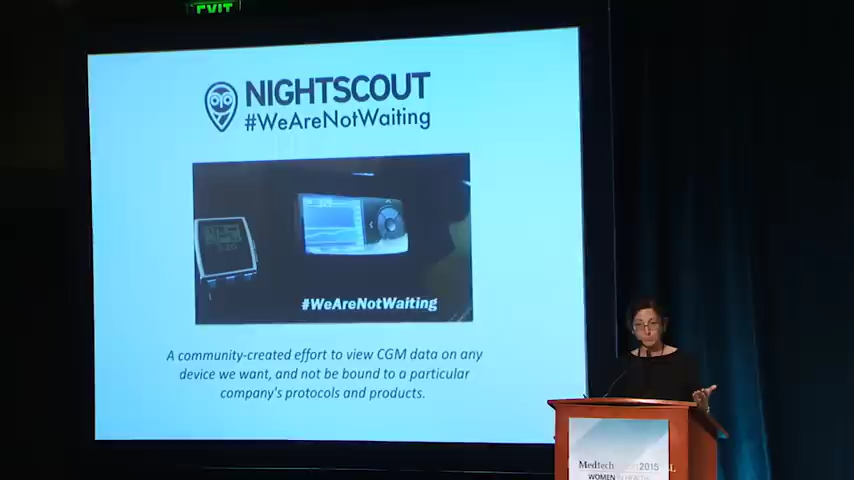 EXIT
NIGHTSCOUT
#WeAreNotWaiting
#WeAreNotWaiting
A community-created effort to view CGM data on any
device we want, and not be bound to a particular
company's protocols and products.
Medtech 2015
WOMEN HEALTH